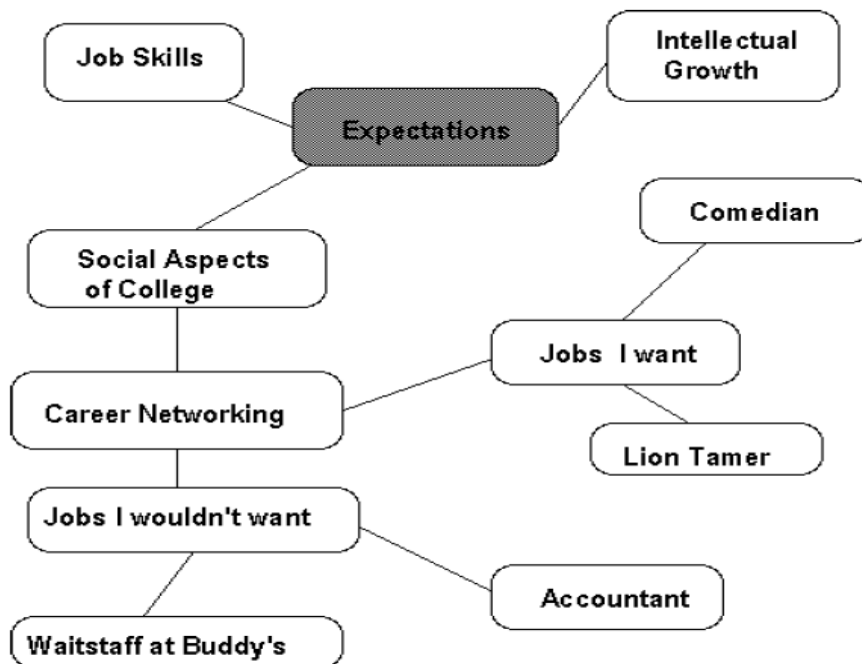 Job Skills
Intellectual
Growth
Expectations
Comedian
Social Aspects
of College
Jobs I want
Career Networking
Lion Tamer
Jobs I wouldn't want
Accountant
Waitstaff at Buddy's